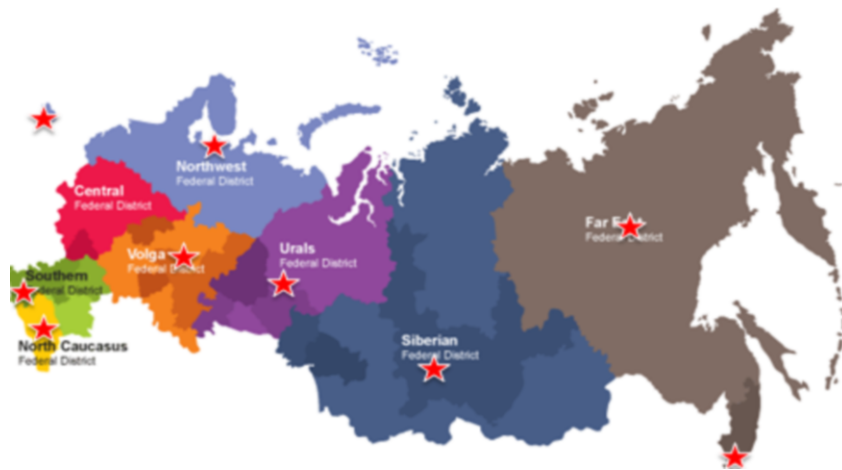 Northwest
Federal District
Central
Federal District
Far
Federal District
Urals
Federal District
Volga
Federal District
Southern
Federal District
Siberian
Federal District
North Caucasus
Federal District